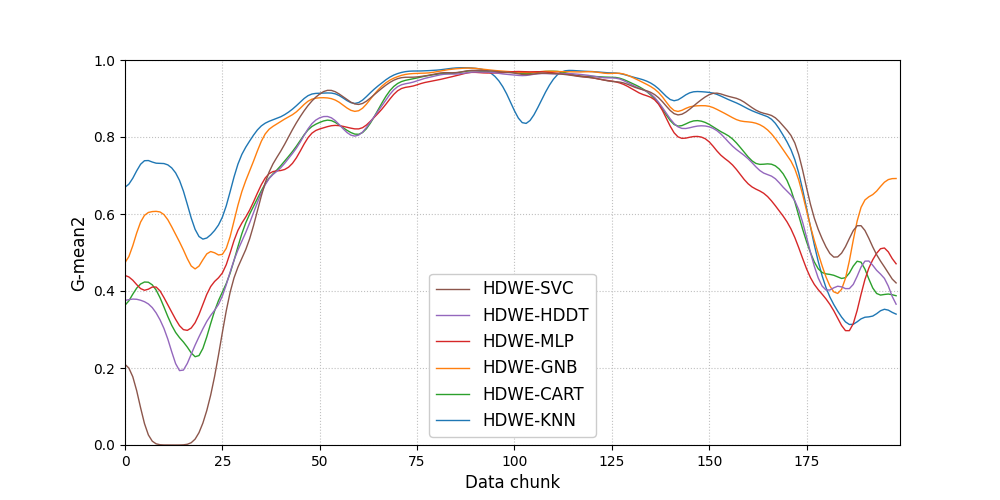 1.0
0.8
0.6
0.4
0.2
0.0
G-mean2
HDWE-SVC
HDWE-HDDT
HDWE-MLP
HDWE-GNB
HDWE-CART
HDWE-KNN
0 25 50 75 100 125 150 175
Data chunk